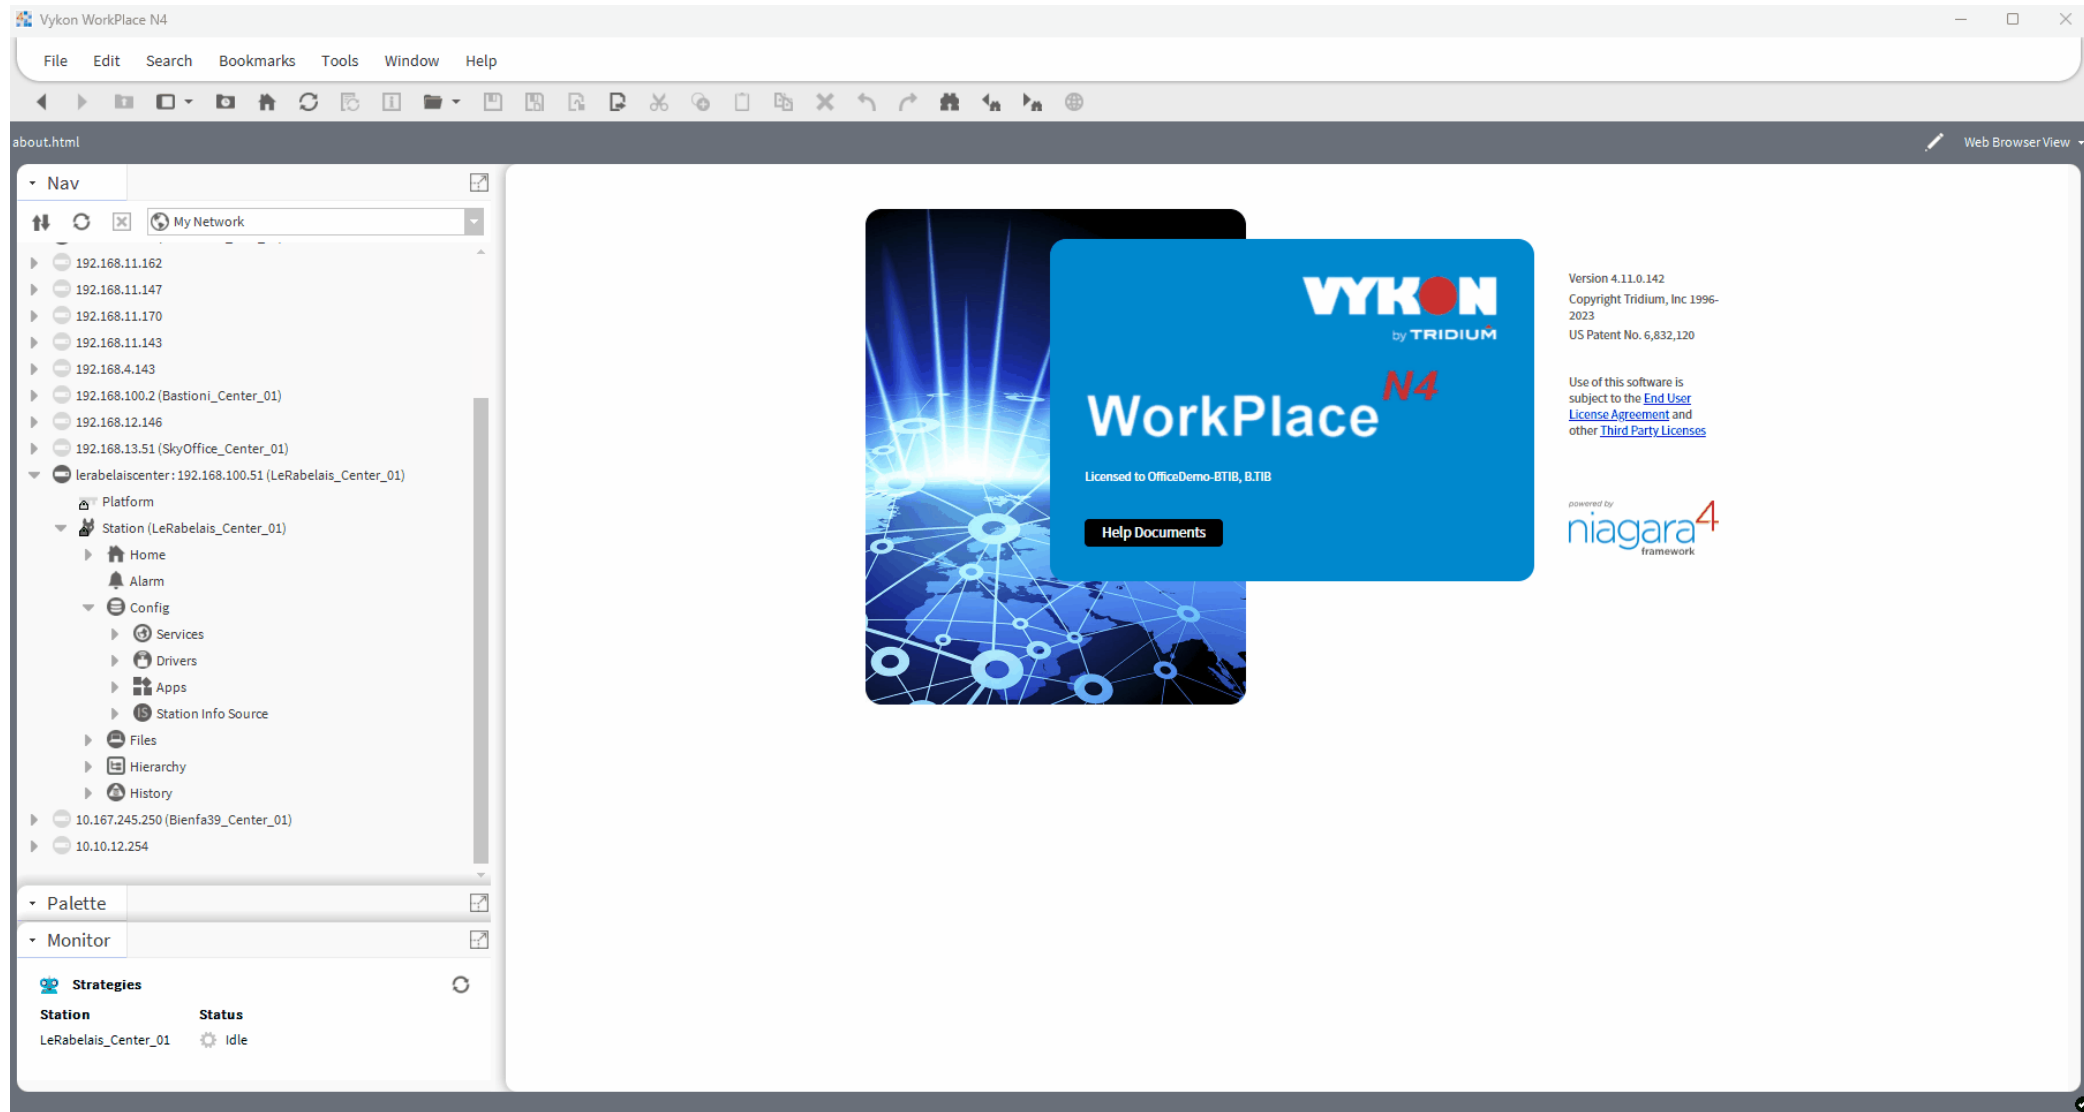 Vykon WorkPlace N4
File Edit Search Bookmarks Tools Window Help
about.html
Web Browser View
Nav
My Network
192.168.11.162
192.168.11.147
192.168.11.170
192.168.11.143
192.168.4.143
192.168.100.2 (Bastioni_Center_01)
192.168.12.146
192.168.13.51 (SkyOffice_Center_01)
lerabelaiscenter : 192.168.100.51 (LeRabelais_Center_01)
Platform
Station (LeRabelais_Center_01)
Home
Alarm
Config
Services
Drivers
Apps
Station Info Source
Files
Hierarchy
History
10.167.245.250 (Bienfa39_Center_01)
10.10.12.254
Palette
Monitor
Strategies
Station Status
LeRabelais_Center_01 Idle
VYKON
by TRIDIUM
WorkPlace N4
Licensed to OfficeDemo-BTIB, B.TIB
Help Documents
Version 4.11.0.142
Copyright Tridium, Inc 1996-
2023
US Patent No. 6,832,120
Use of this software is
subject to the End User
License Agreement and
other Third Party Licenses
powered by
niagara4
framework